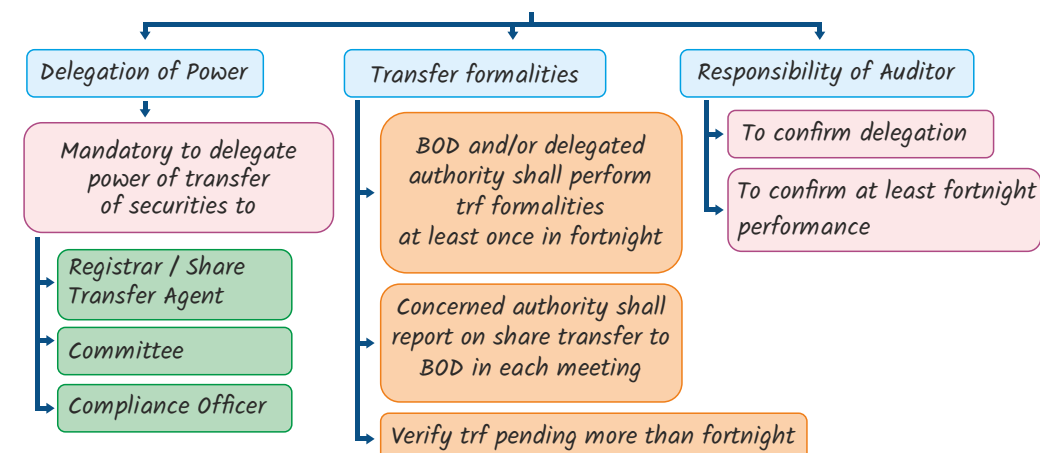 Delegation of Power
Mandatory to delegate
power of transfer
of securities to
Registrar / Share
Transfer Agent
Committee
Compliance Officer
Transfer formalities
BOD and/or delegated
authority shall perform
trf formalities
at least once in fortnight
Concerned authority shall
report on share transfer to
BOD in each meeting
Verify trf pending more than fortnight
Responsibility of Auditor
To confirm delegation
To confirm at least fortnight
performance